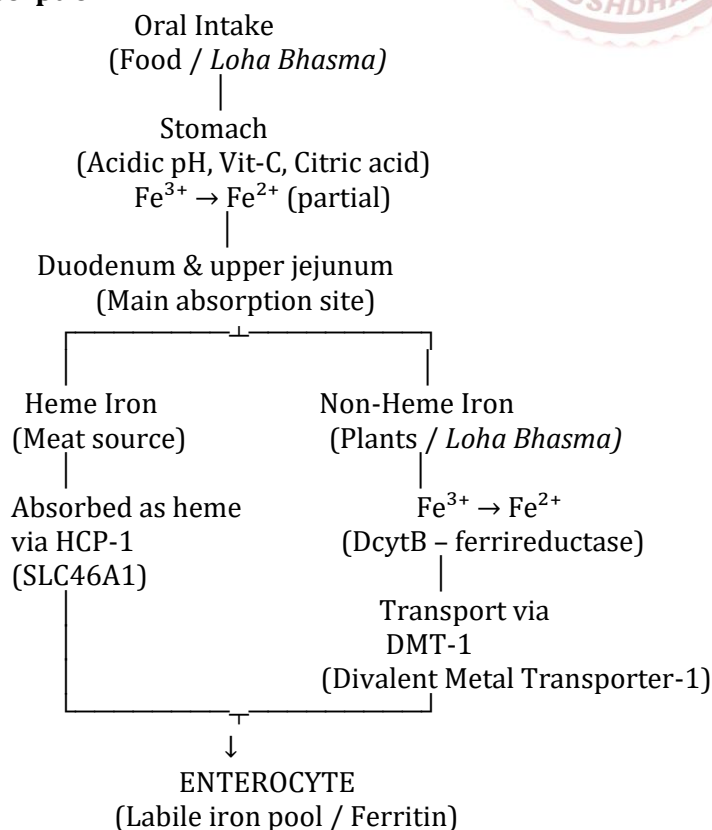 Oral Intake
(Food / Loha Bhasma)
Stomach
(Acidic pH, Vit-C, Citric acid)
Fe³⁺ → Fe²⁺ (partial)
Duodenum & upper jejunum
(Main absorption site)
Heme Iron
(Meat source)
Absorbed as heme
via HCP-1
(SLC46A1)
Non-Heme Iron
(Plants / Loha Bhasma)
Fe³⁺ → Fe²⁺
(DcytB – ferrireductase)
Transport via
DMT-1
(Divalent Metal Transporter-1)
↓
ENTEROCYTE
(Labile iron pool / Ferritin)